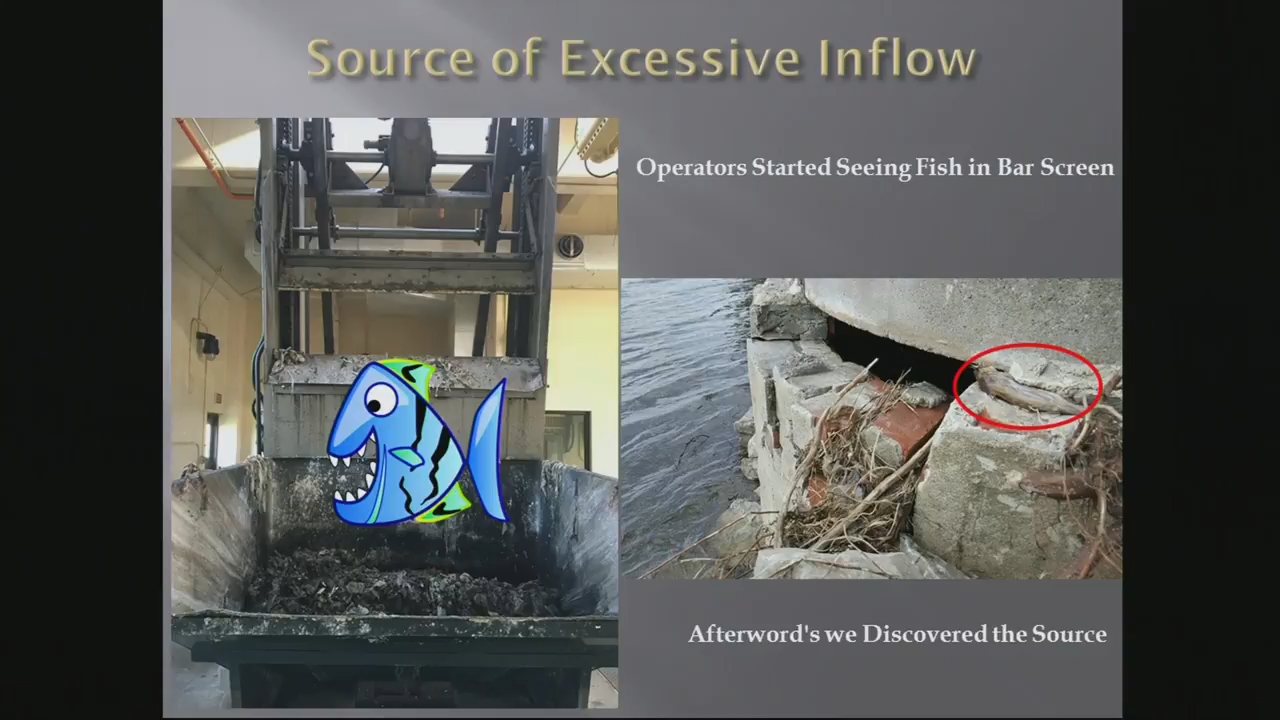 Source of Excessive Inflow
Operators Started Seeing Fish in Bar Screen
Afterword's we Discovered the Source